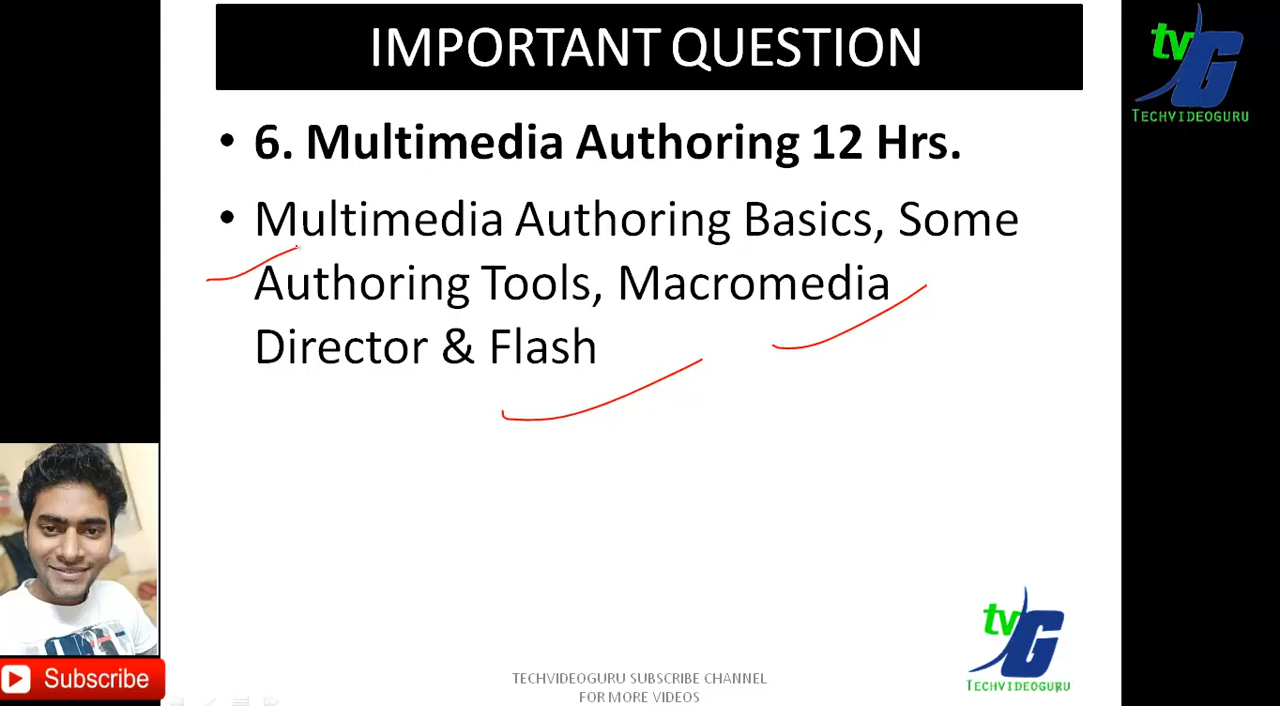 IMPORTANT QUESTION
tvG
TECHVIDEOGURU
• 6. Multimedia Authoring 12 Hrs.
• Multimedia Authoring Basics, Some
Authoring Tools, Macromedia
Director & Flash
tvG
TECHVIDEOGURU
Subscribe
TECHVIDEOGURU SUBSCRIBE CHANNEL
FOR MORE VIDEOS